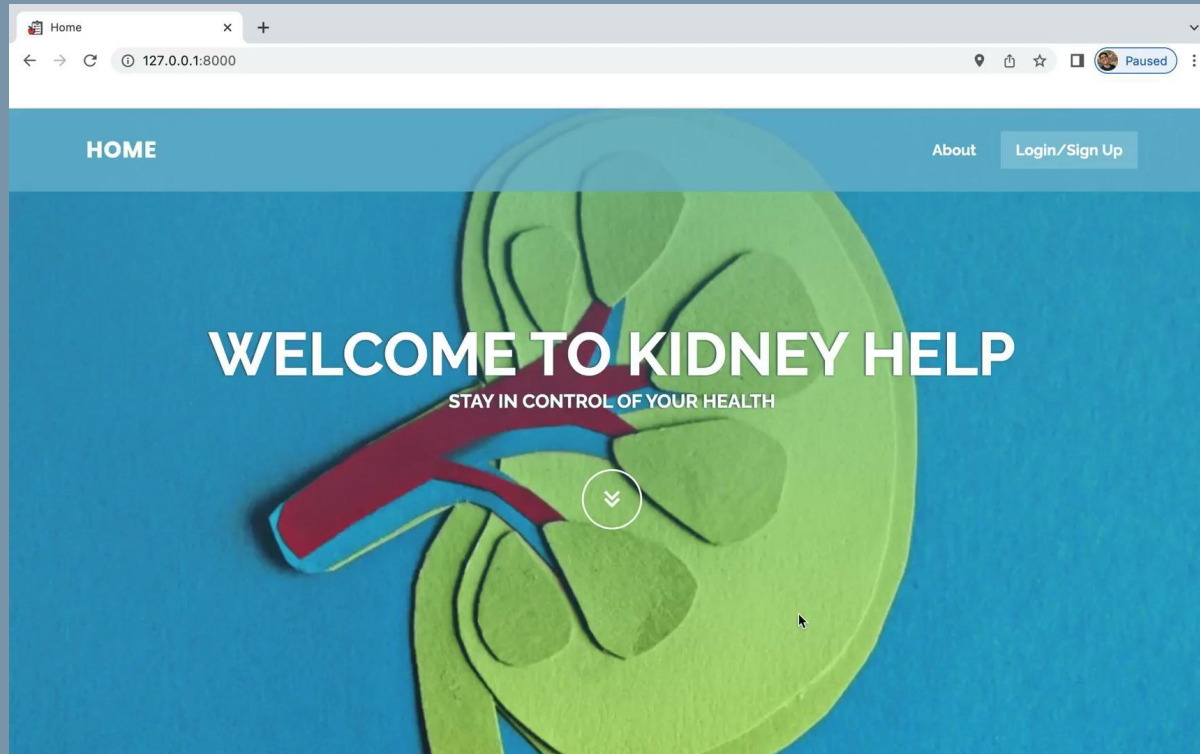 Home
127.0.0.1:8000
Paused
HOME
About
Login/Sign Up
WELCOME TO KIDNEY HELP
STAY IN CONTROL OF YOUR HEALTH